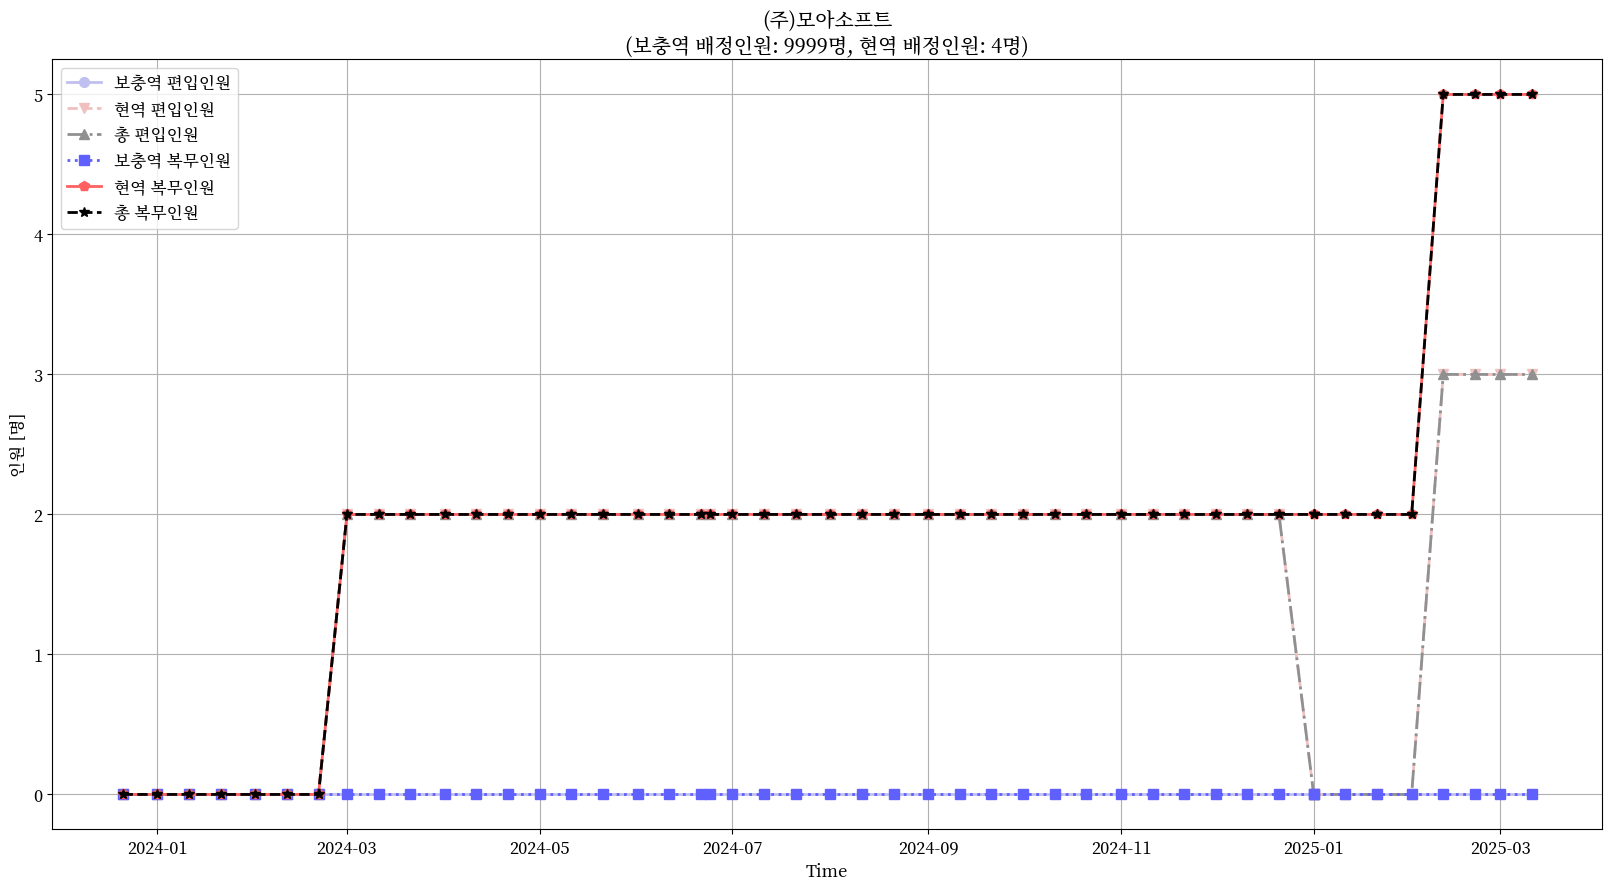 (주)모아소프트
(보충역 배정인원: 9999명, 현역 배정인원: 4명)
보충역 편입인원
현역 편입인원
총 편입인원
보충역 복무인원
현역 복무인원
총 복무인원
5
4
3
2
1
0
인원 [명]
2024-01
2024-03
2024-05
2024-07
2024-09
2024-11
2025-01
2025-03
Time